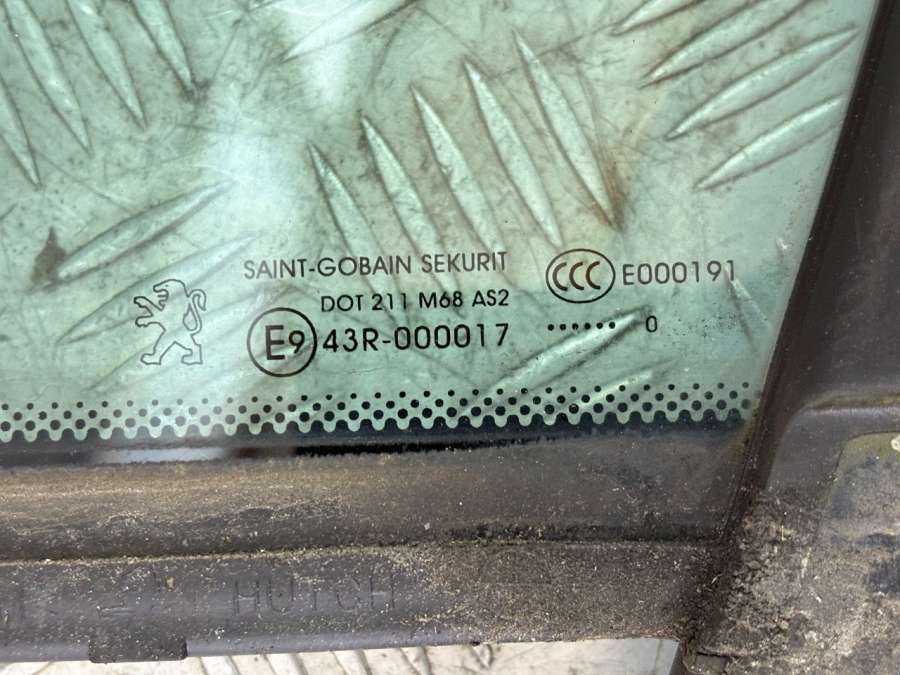 SAINT-GOBAIN SEKURIT
DOT 211 M68 AS2
E9 43R-000017
CCC E000191
...... 0
HUTCH